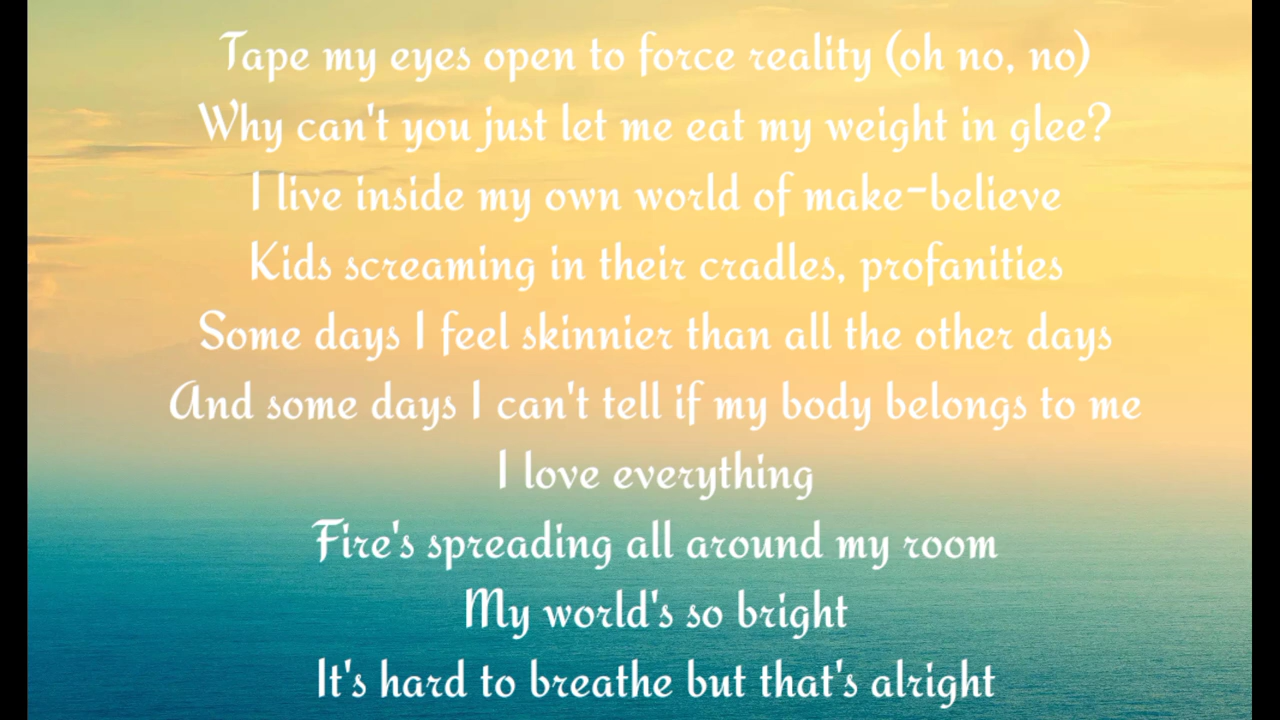 Tape my eyes open to force reality (oh no, no)
Why can't you just let me eat my weight in glee?
I live inside my own world of make-believe
Kids screaming in their cradles, profanities
Some days I feel skinnier than all the other days
And some days I can't tell if my body belongs to me
I love everything
Fire's spreading all around my room
My world's so bright
It's hard to breathe but that's alright